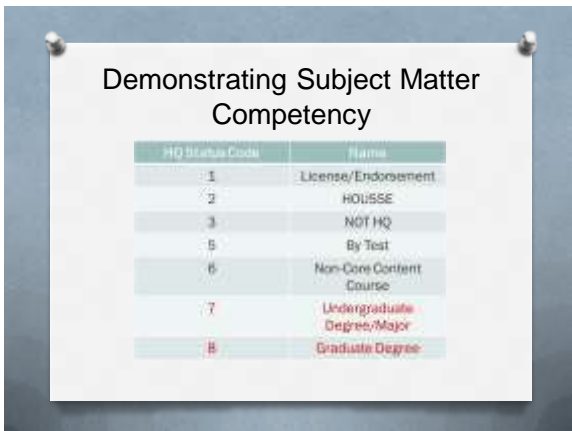 Demonstrating Subject Matter
Competency
HQ Status Code Name
1 License/Endorsement
2 HOUSSE
3 NOT HQ
5 By Test
6 Non-Core Content
Course
7 Undergraduate
Degree/Major
8 Graduate Degree